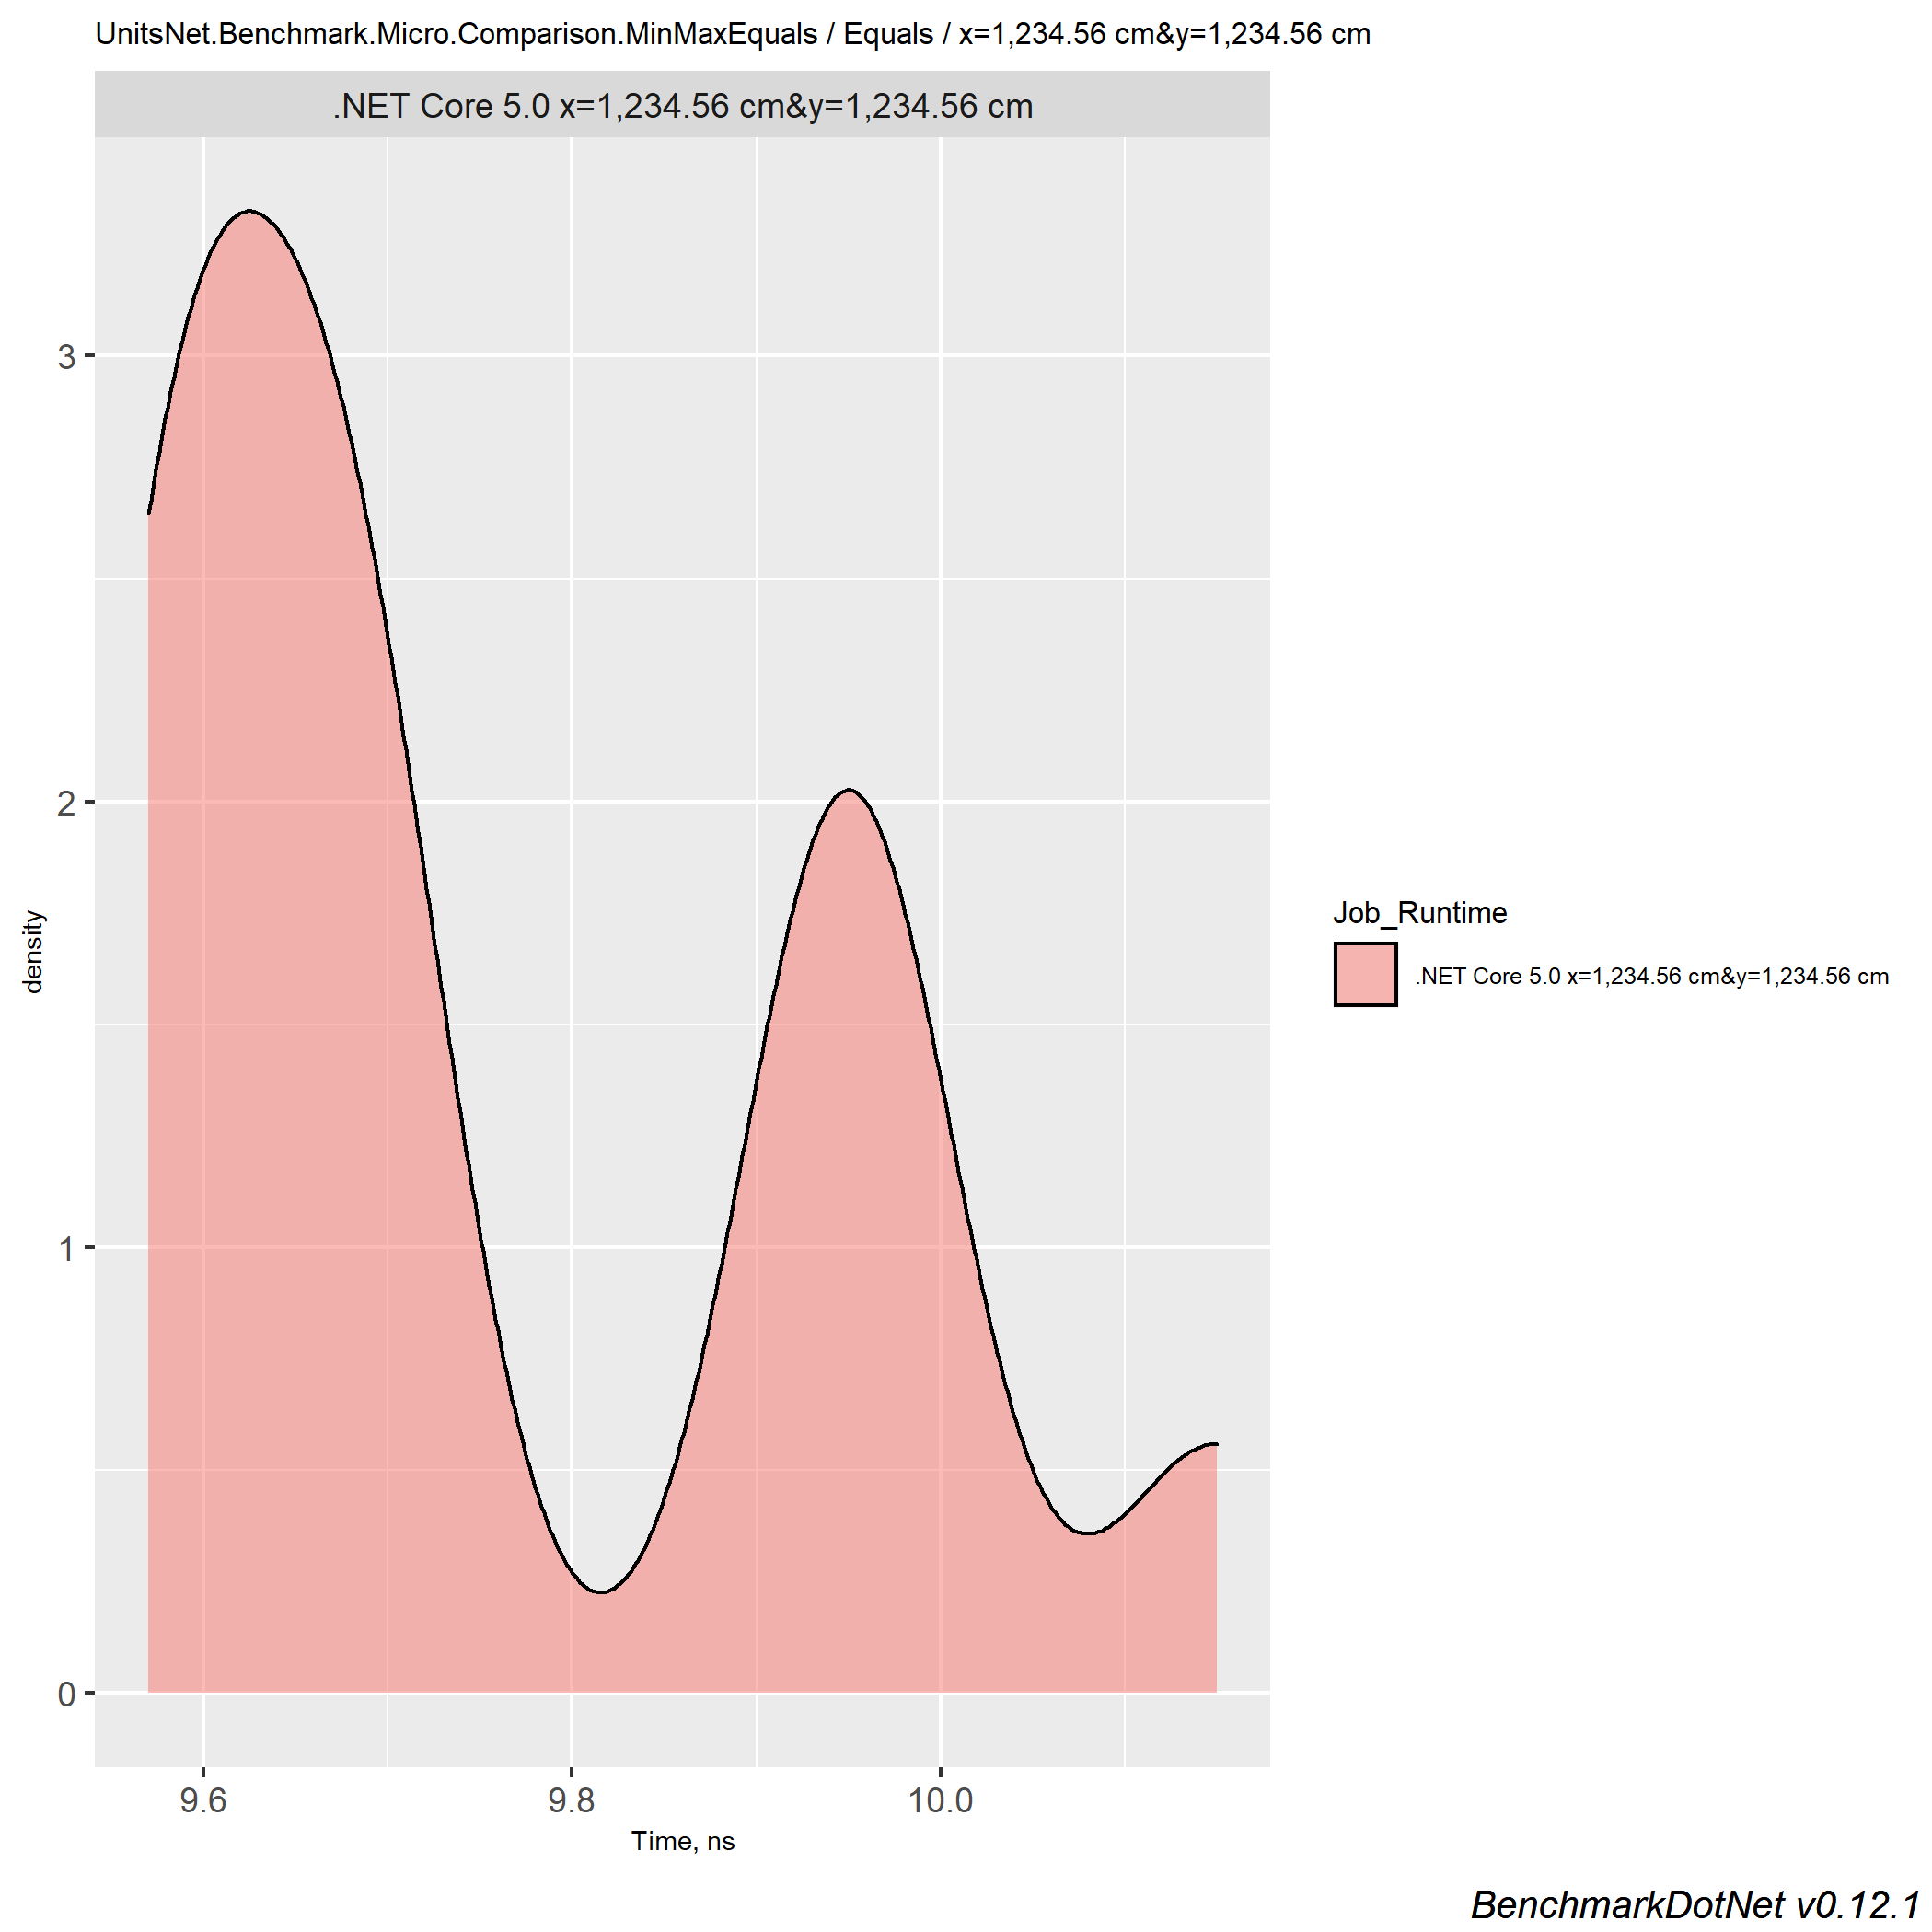 UnitsNet.Benchmark.Micro.Comparison.MinMaxEquals / Equals / x=1,234.56 cm&y=1,234.56 cm
.NET Core 5.0 x=1,234.56 cm&y=1,234.56 cm
3
2
1
0
density
9.6 9.8 10.0
Time, ns
Job_Runtime
.NET Core 5.0 x=1,234.56 cm&y=1,234.56 cm
BenchmarkDotNet v0.12.1